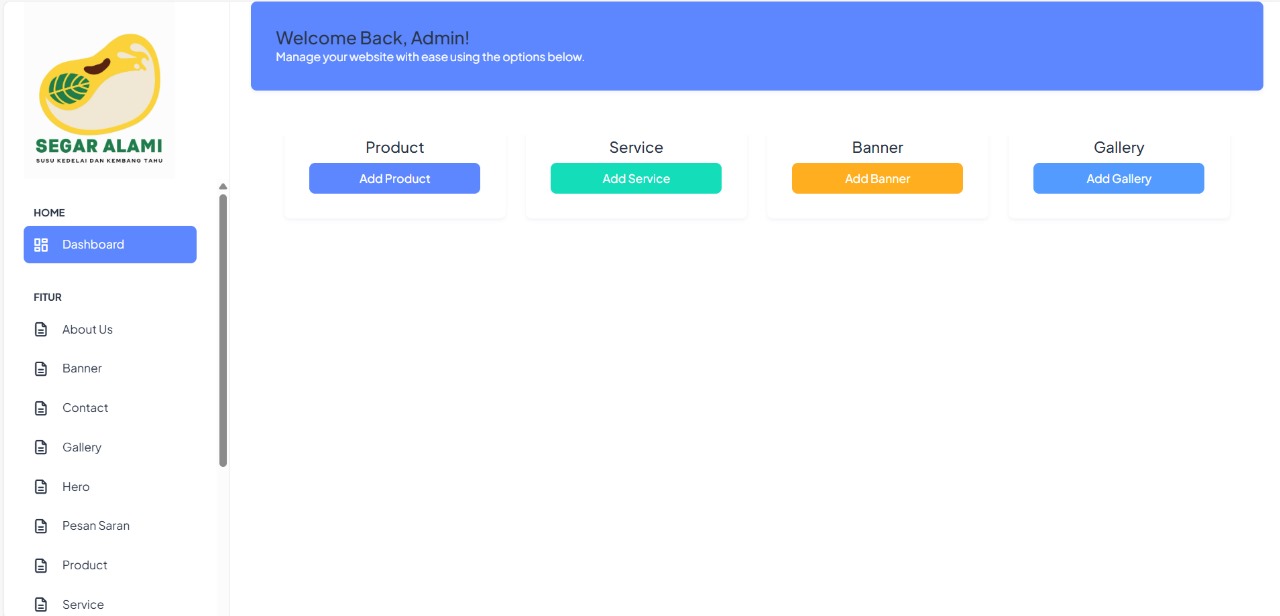 SEGAR ALAMI
SUSU KEDELAI DAN KEMBANG TAHU
HOME
Dashboard
FITUR
About Us
Banner
Contact
Gallery
Hero
Pesan Saran
Product
Service
Welcome Back, Admin!
Manage your website with ease using the options below.
Product
Add Product
Service
Add Service
Banner
Add Banner
Gallery
Add Gallery